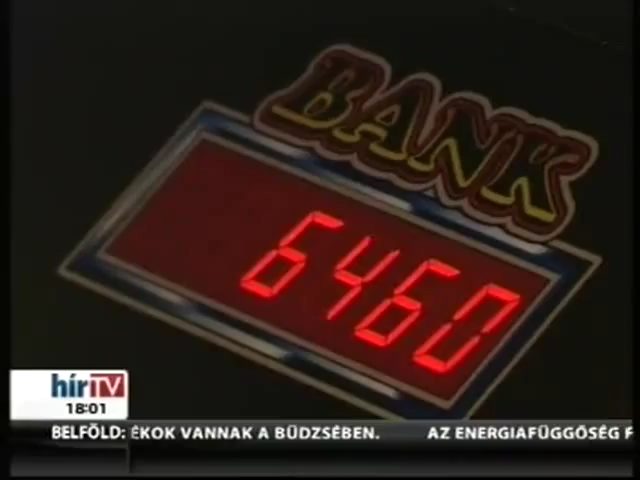 BANK
6460
hírTV
18:01
BELFÖLD: ÉKOK VANNAK A BÜDZSÉBEN. AZ ENERGIAFÜGGŐSÉG F